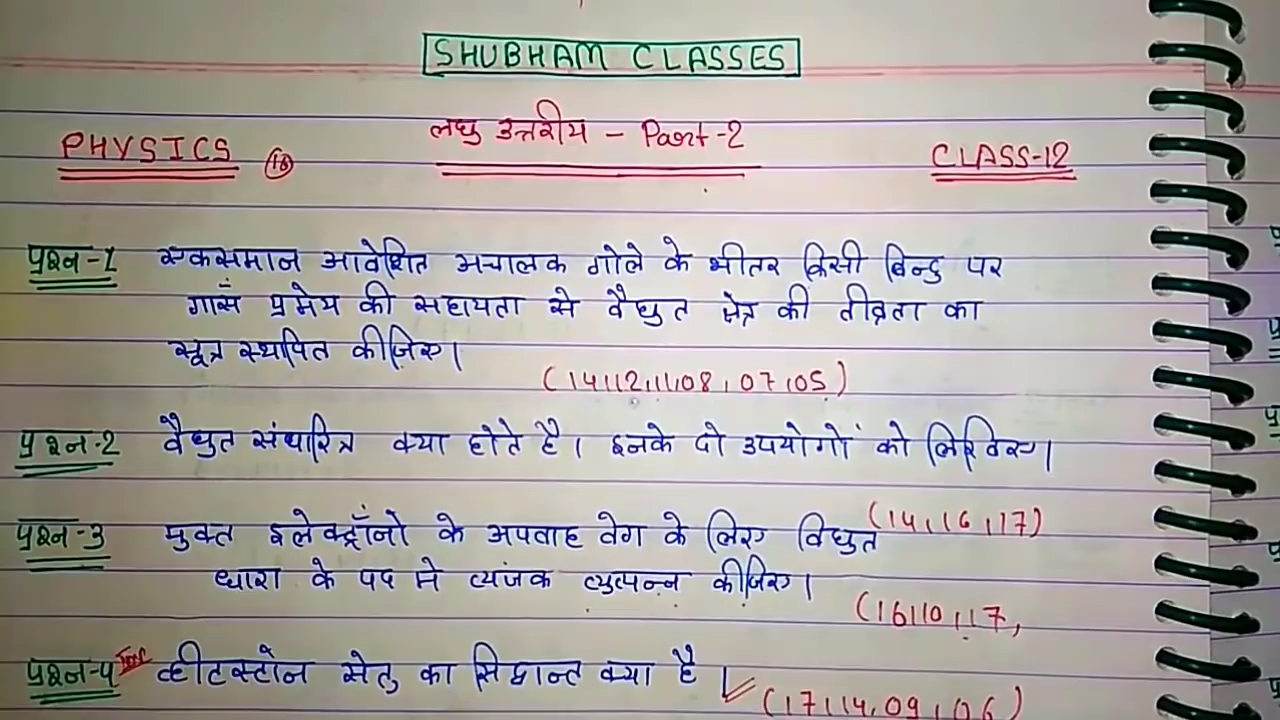 SHUBHAM CLASSES
PHYSICS 16 लघु उत्तरीय - Part-2 CLASS-12
प्रश्न-1 एकसमान आवेशित अचालक गोले के भीतर किसी बिन्दु पर
गास प्रमेय की सहायता से वैधुत क्षेत्र की तीव्रता का
सूत्र स्थापित कीजिए।
(14,12,11,08,07,05)
प्रश्न-2 वैधुत संधारित्र क्या होते है। इनके दो उपयोगों को लिखिए।
(14,16,17)
प्रश्न-3 मुक्त इलेक्ट्रॉनो के अपवाह वेग के लिए विधुत
धारा के पद मे व्यंजक व्युत्पन्न कीजिए।
(16,10,17,
प्रश्न-4 व्हीटस्टोन सेतु का सिद्धान्त क्या है।
(17,14,09,06)